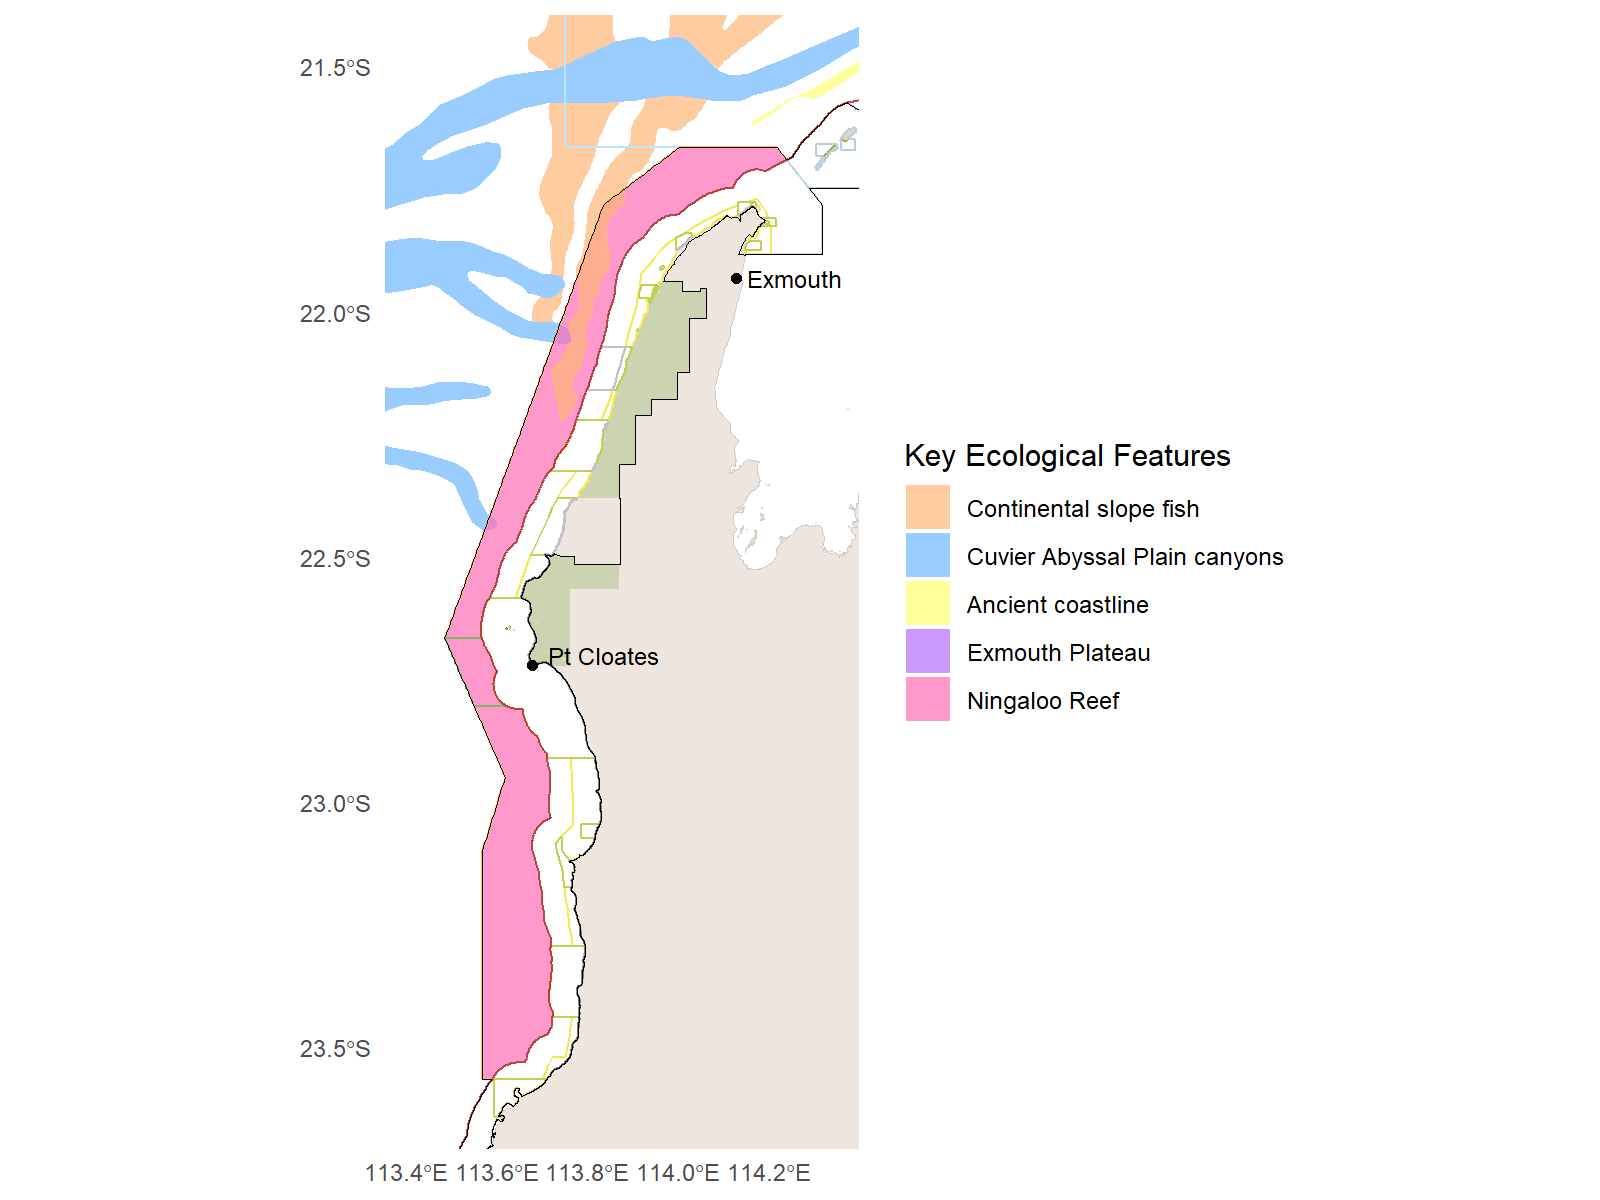 21.5°S
22.0°S
22.5°S
23.0°S
23.5°S
113.4°E 113.6°E 113.8°E 114.0°E 114.2°E
Exmouth
Pt Cloates
Key Ecological Features
Continental slope fish
Cuvier Abyssal Plain canyons
Ancient coastline
Exmouth Plateau
Ningaloo Reef